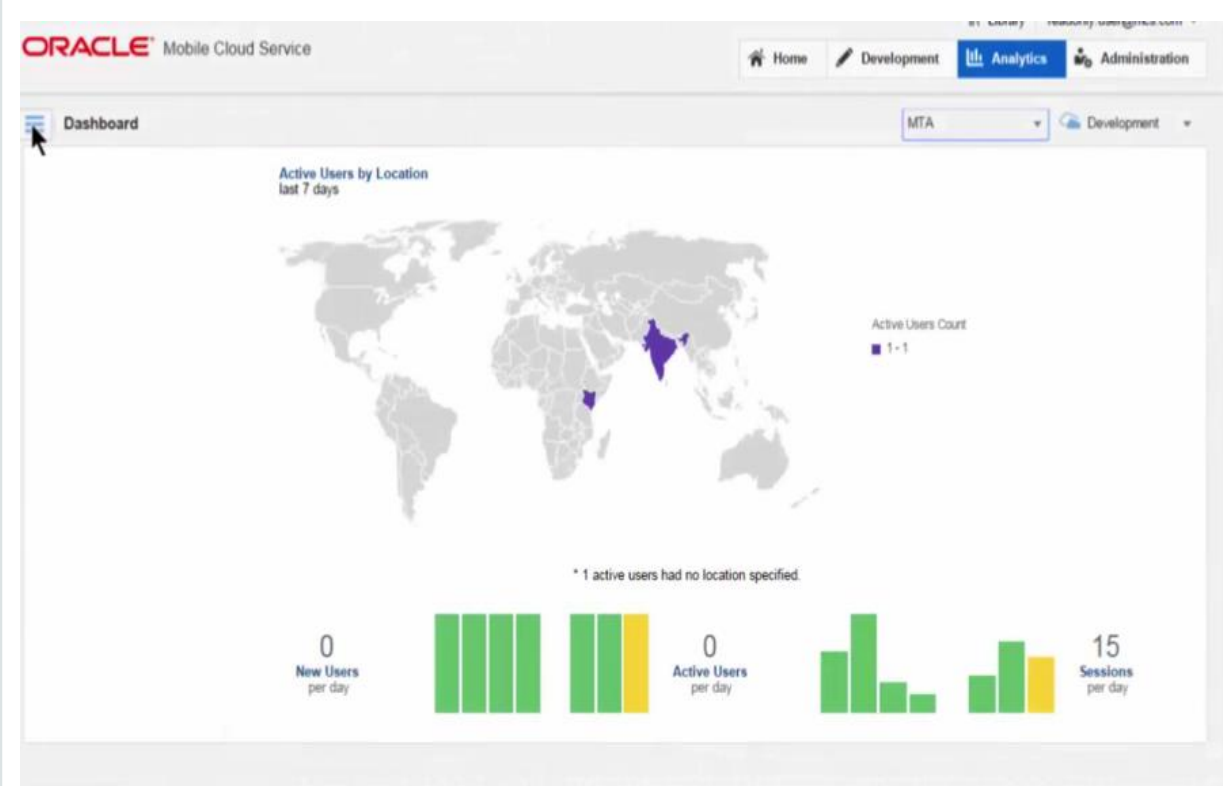 Library
ORACLE® Mobile Cloud Service
Home
Development
Analytics
Administration
Dashboard
MTA
Development
Active Users by Location
last 7 days
Active Users Count
1 - 1
* 1 active users had no location specified.
0
New Users
per day
0
Active Users
per day
15
Sessions
per day